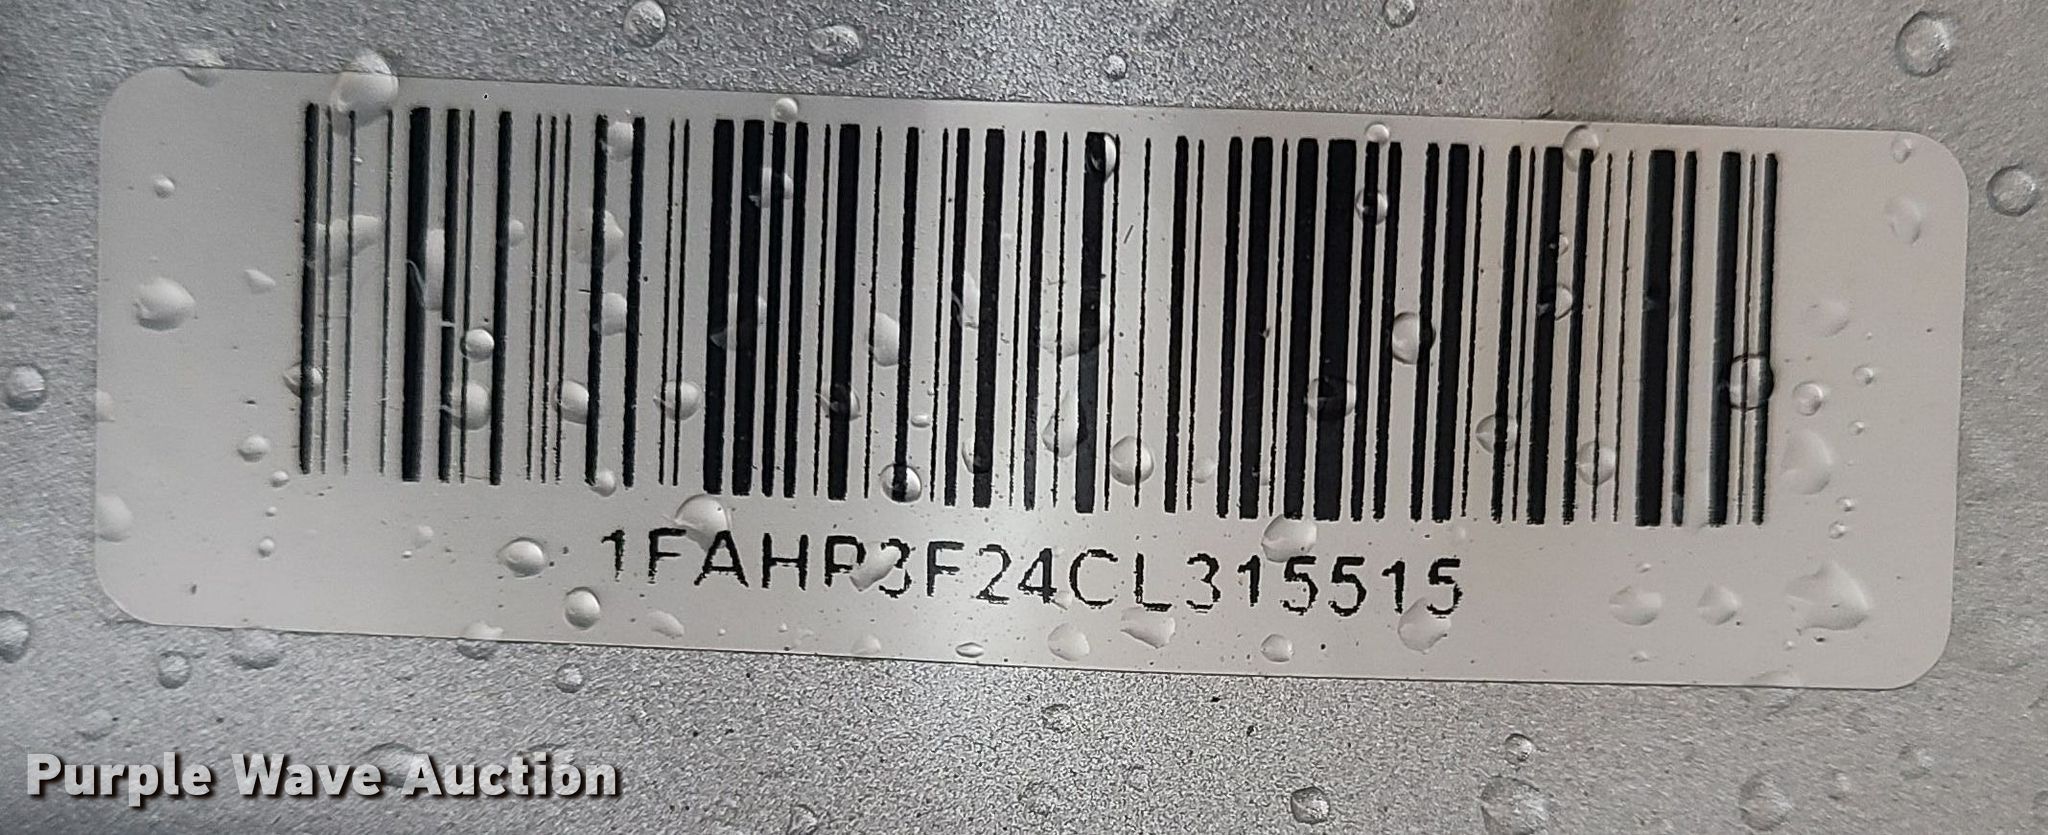 1FAHP3F24CL315515
Purple Wave Auction